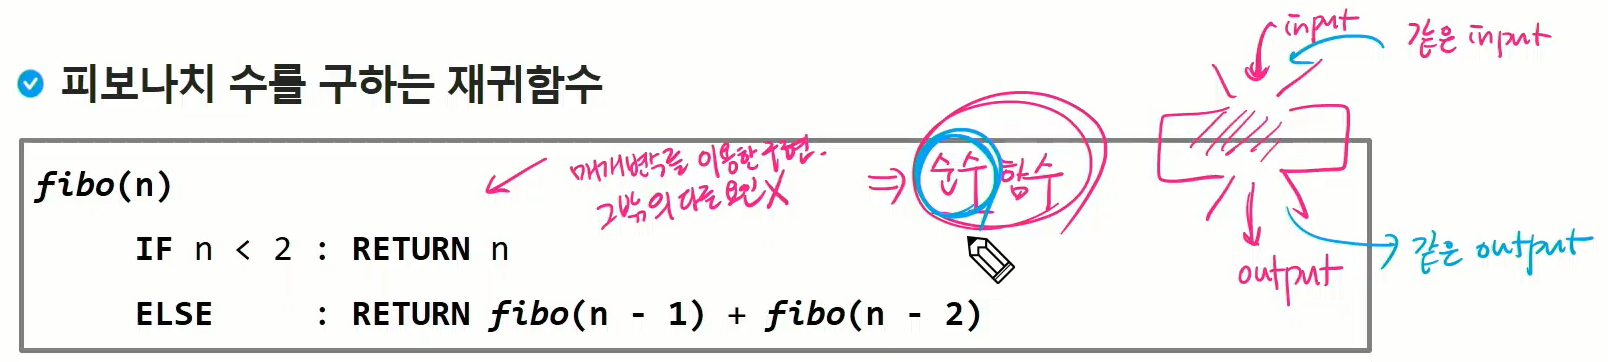 피보나치 수를 구하는 재귀함수
input
같은 input
매개변수를 이용한 구현.
그 밖의 다른 요인 X
⇒ 순수 함수
fibo(n)
IF n < 2 : RETURN n
ELSE : RETURN fibo(n - 1) + fibo(n - 2)
output
같은 output